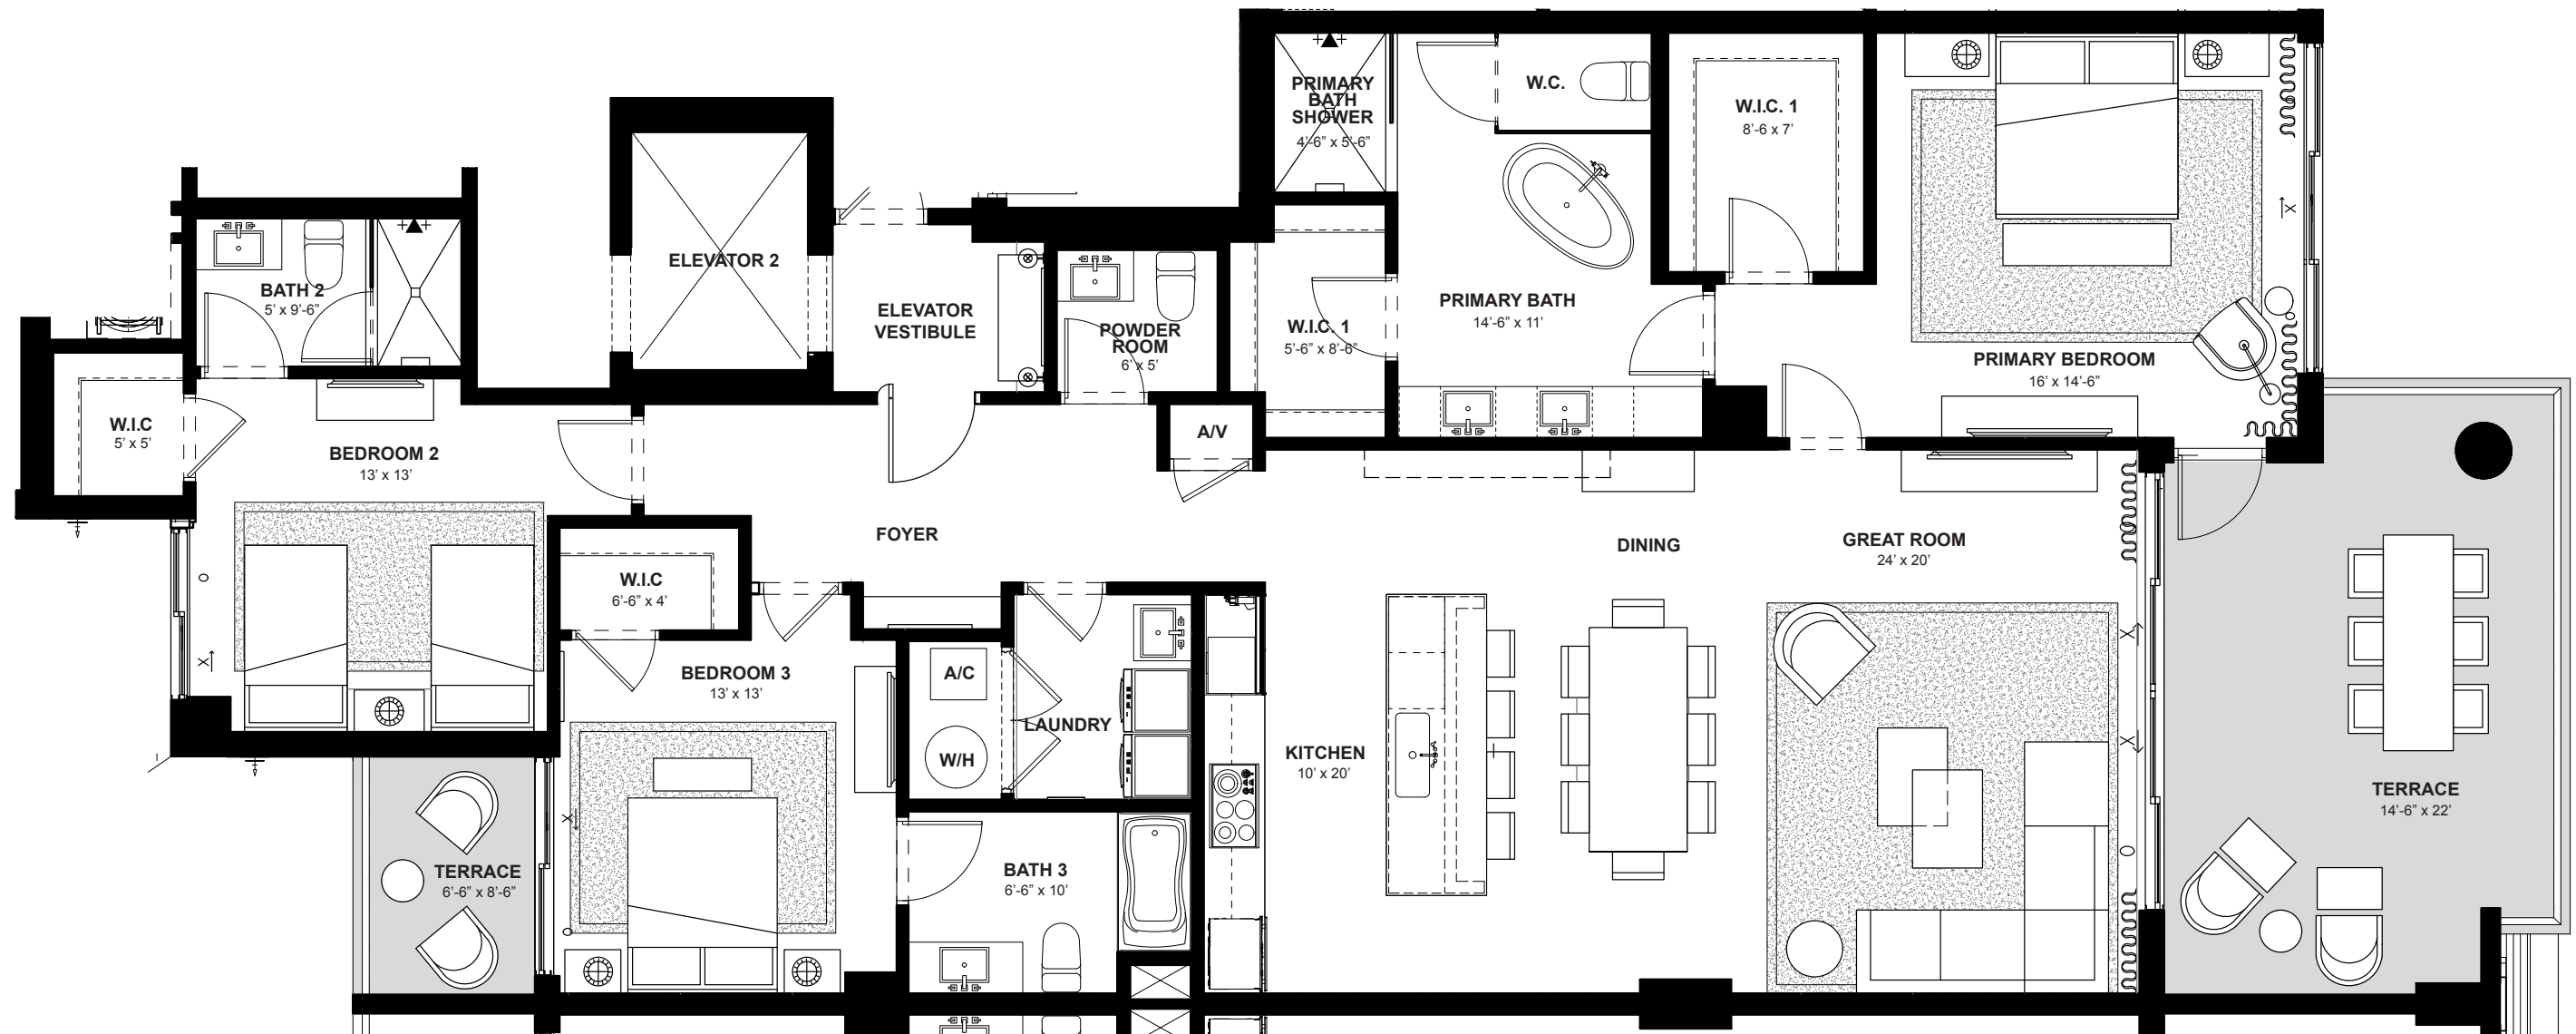 PRIMARY
BATH
SHOWER
4'-6" x 5'-6"
W.C.
W.I.C. 1
8'-6 x 7'
ELEVATOR 2
ELEVATOR
VESTIBULE
BATH 2
5' x 9'-6"
POWDER
ROOM
6' x 5'
W.I.C. 1
5'-6" x 8'-6"
PRIMARY BATH
14'-6" x 11'
PRIMARY BEDROOM
16' x 14'-6"
X
W.I.C
5' x 5'
BEDROOM 2
13' x 13'
A/V
FOYER
DINING
GREAT ROOM
24' x 20'
O
X
W.I.C
6'-6" x 4'
BEDROOM 3
13' x 13'
A/C
LAUNDRY
W/H
KITCHEN
10' x 20'
X
X
O
TERRACE
14'-6" x 22'
X
O
TERRACE
6'-6" x 8'-6"
BATH 3
6'-6" x 10'